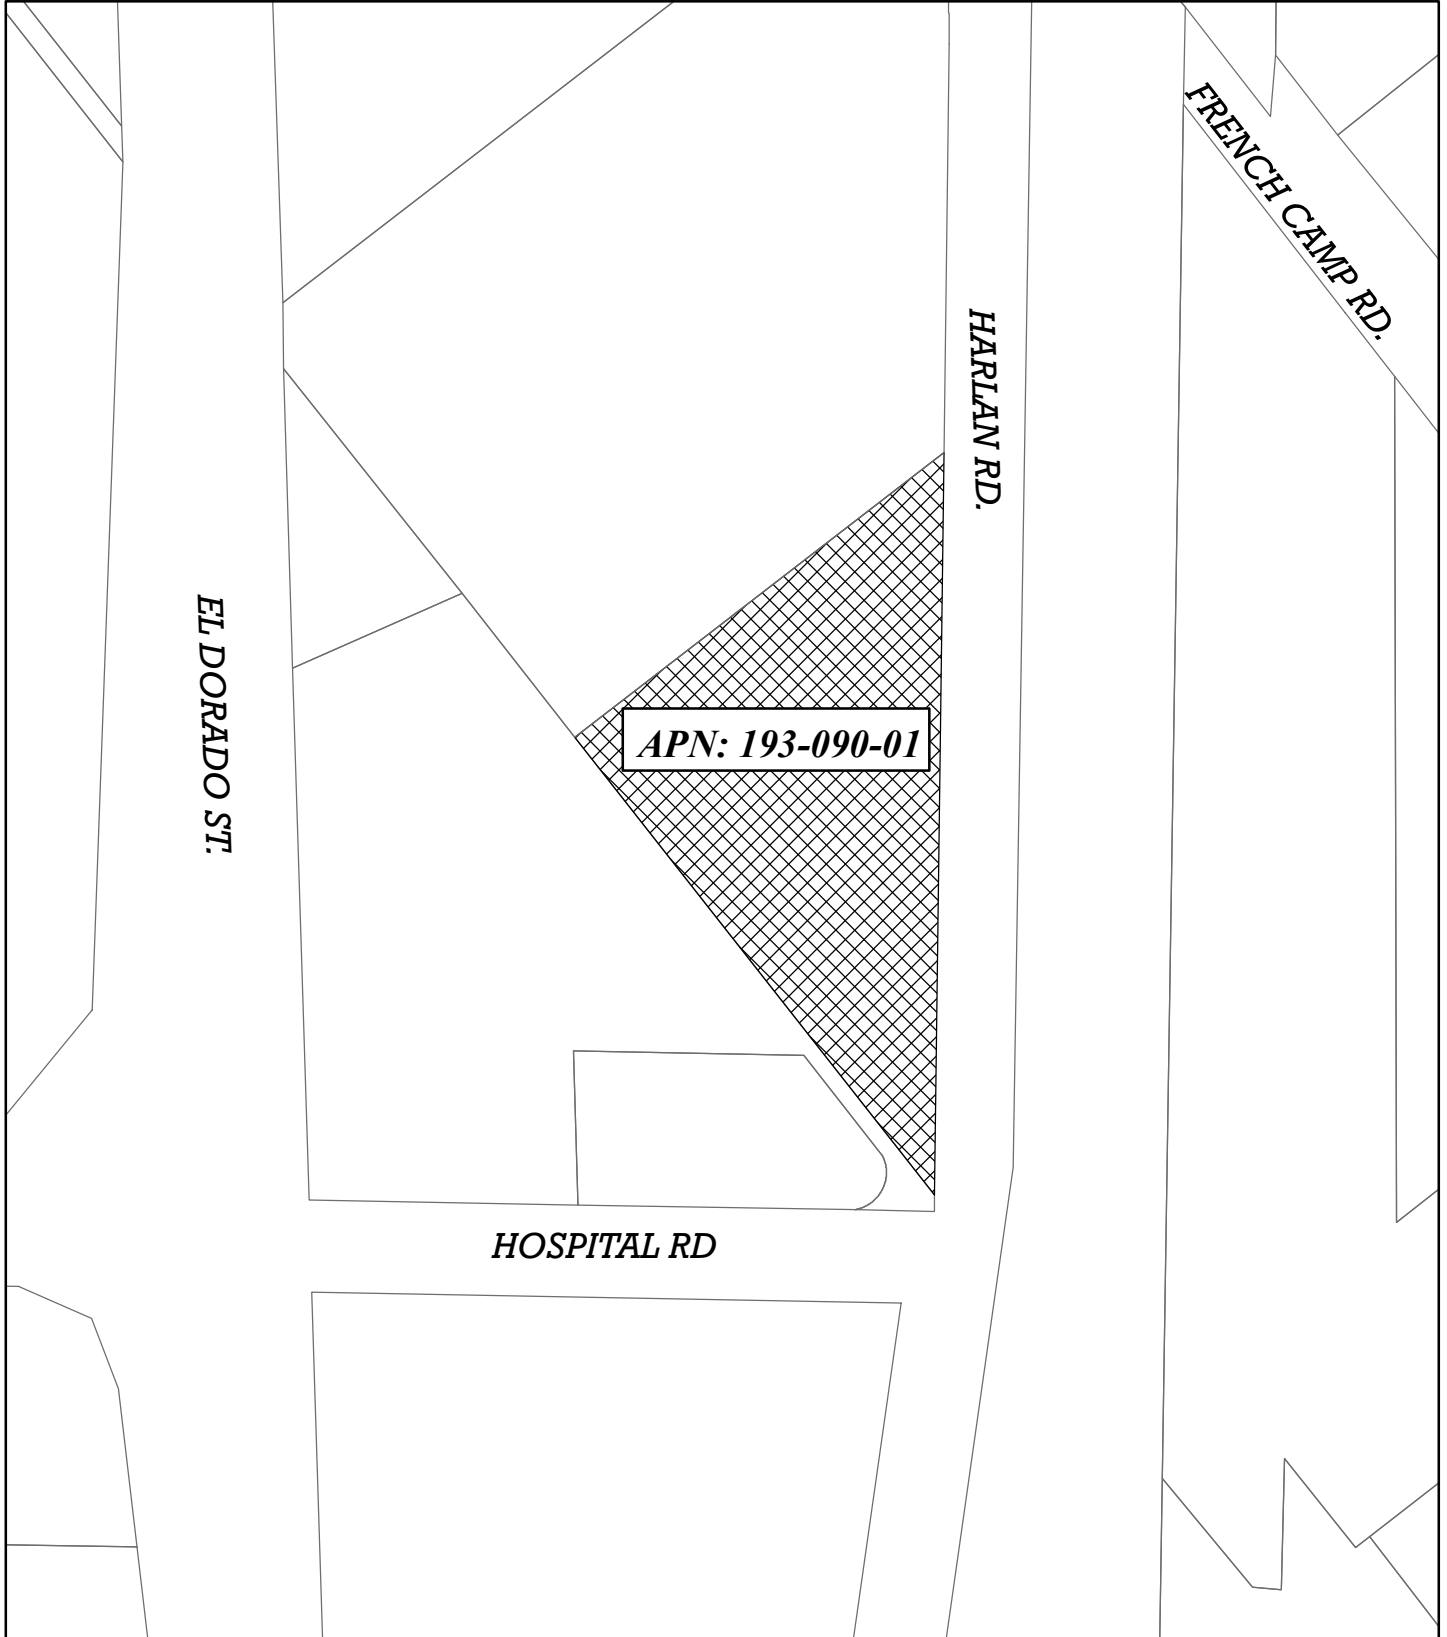 FRENCH CAMP RD.
HARLAN RD.
EL DORADO ST.
APN: 193-090-01
HOSPITAL RD